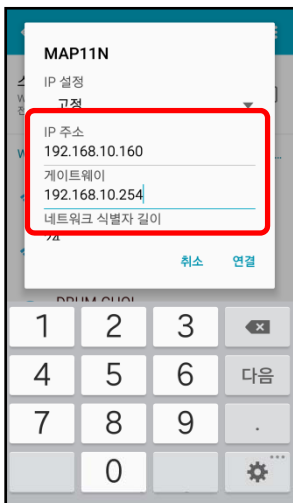 MAP11N
IP 설정
고정
IP 주소
192.168.10.160
게이트웨이
192.168.10.254
네트워크 식별자 길이
24
취소 연결
1 2 3
4 5 6 다음
7 8 9 .
0